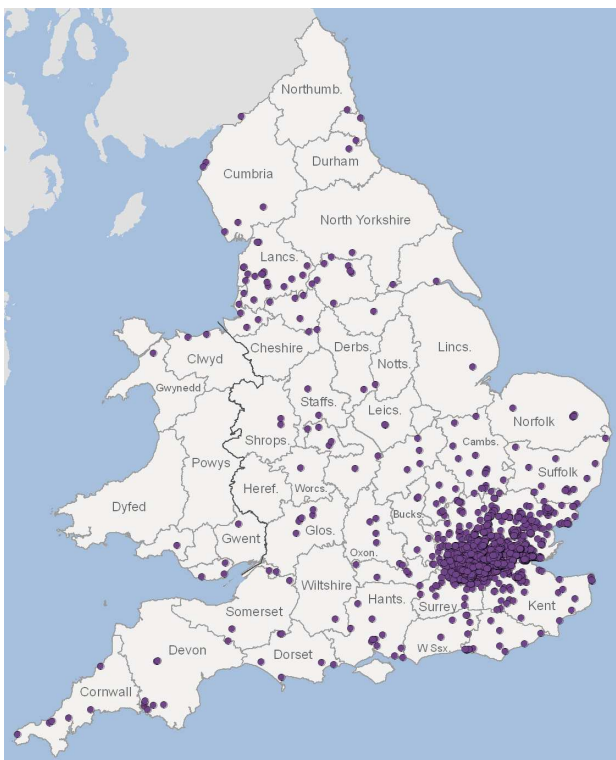 Northumb.
Durham
Cumbria
North Yorkshire
Lancs.
Clwyd
Cheshire
Derbs.
Notts.
Lincs.
Gwynedd
Staffs.
Leics.
Norfolk
Shrops.
Cambs.
Powys
Suffolk
Heref.
Worcs.
Dyfed
Bucks.
Gwent
Glos.
Oxon.
Wiltshire
Hants.
Surrey
Kent
Somerset
W Ssx.
Devon
Dorset
Cornwall